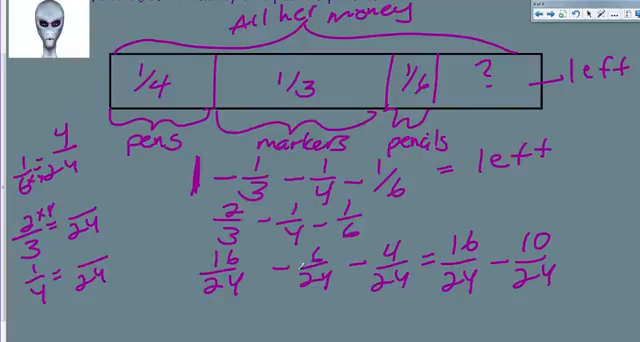 All her money
1/4 1/3 1/6 ? left
pens markers pencils
1 - 1/3 - 1/4 - 1/6 = left
2/3 - 1/4 - 1/6
16/24 - 6/24 - 4/24 = 16/24 - 10/24
1/6 = 4/24
2/3 = /24
1/4 = /24